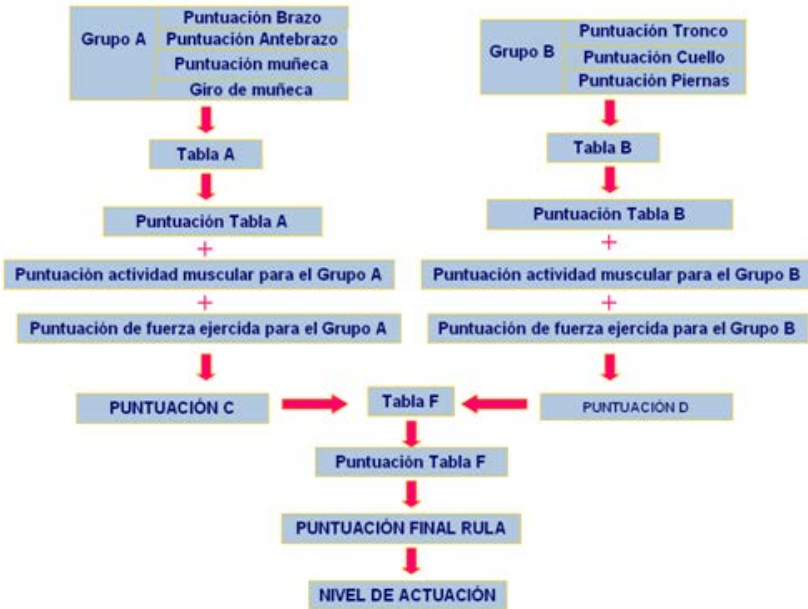 Grupo A
Puntuación Brazo
Puntuación Antebrazo
Puntuación muñeca
Giro de muñeca
Tabla A
Puntuación Tabla A
+
Puntuación actividad muscular para el Grupo A
+
Puntuación de fuerza ejercida para el Grupo A
PUNTUACIÓN C
Grupo B
Puntuación Tronco
Puntuación Cuello
Puntuación Piernas
Tabla B
Puntuación Tabla B
+
Puntuación actividad muscular para el Grupo B
+
Puntuación de fuerza ejercida para el Grupo B
PUNTUACIÓN D
Tabla F
Puntuación Tabla F
PUNTUACIÓN FINAL RULA
NIVEL DE ACTUACIÓN